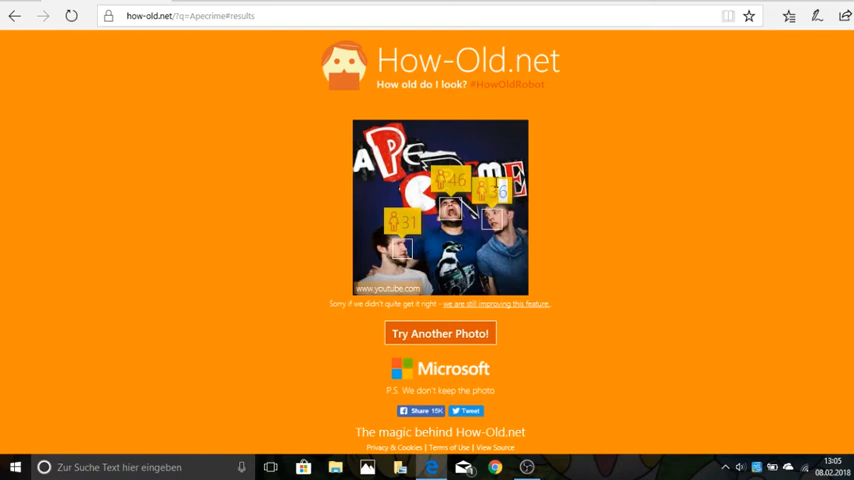 how-old.net/?q=Apecrime#results
How-Old.net
How old do I look? #HowOldRobot
APE
ME
46
36
31
www.youtube.com
Sorry if we didn't quite get it right - we are still improving this feature.
Try Another Photo!
Microsoft
P.S. We don't keep the photo
Share 15K
Tweet
The magic behind How-Old.net
Privacy & Cookies | Terms of Use | View Source
Zur Suche Text hier eingeben
13:05
08.02.2018